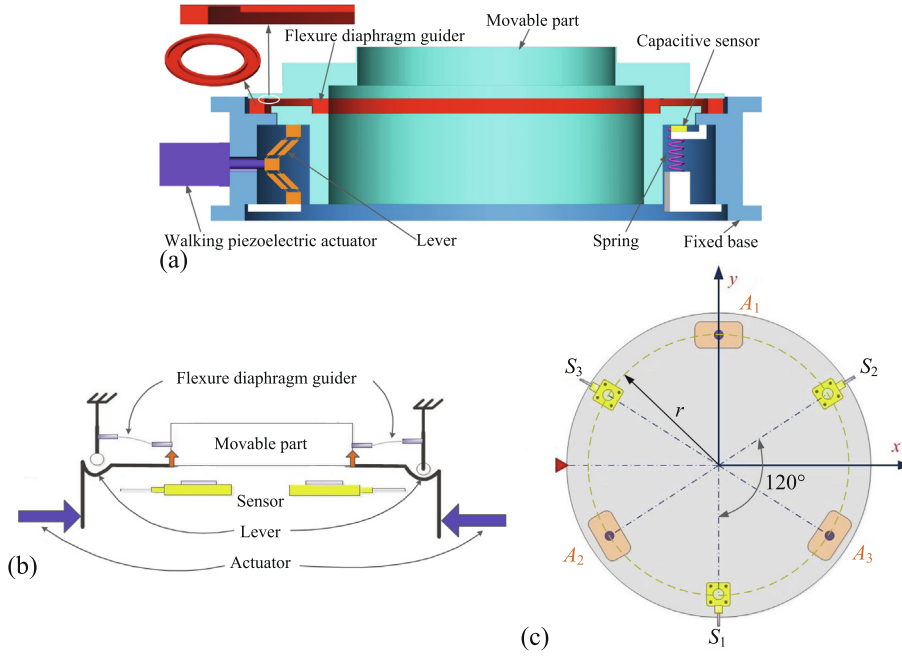 Movable part
Flexure diaphragm guider
Capacitive sensor
Walking piezoelectric actuator
Lever
Spring
Fixed base
(a)
Flexure diaphragm guider
Movable part
Sensor
Lever
Actuator
(b)
y
A1
S3
S2
r
x
120°
A2
A3
S1
(c)